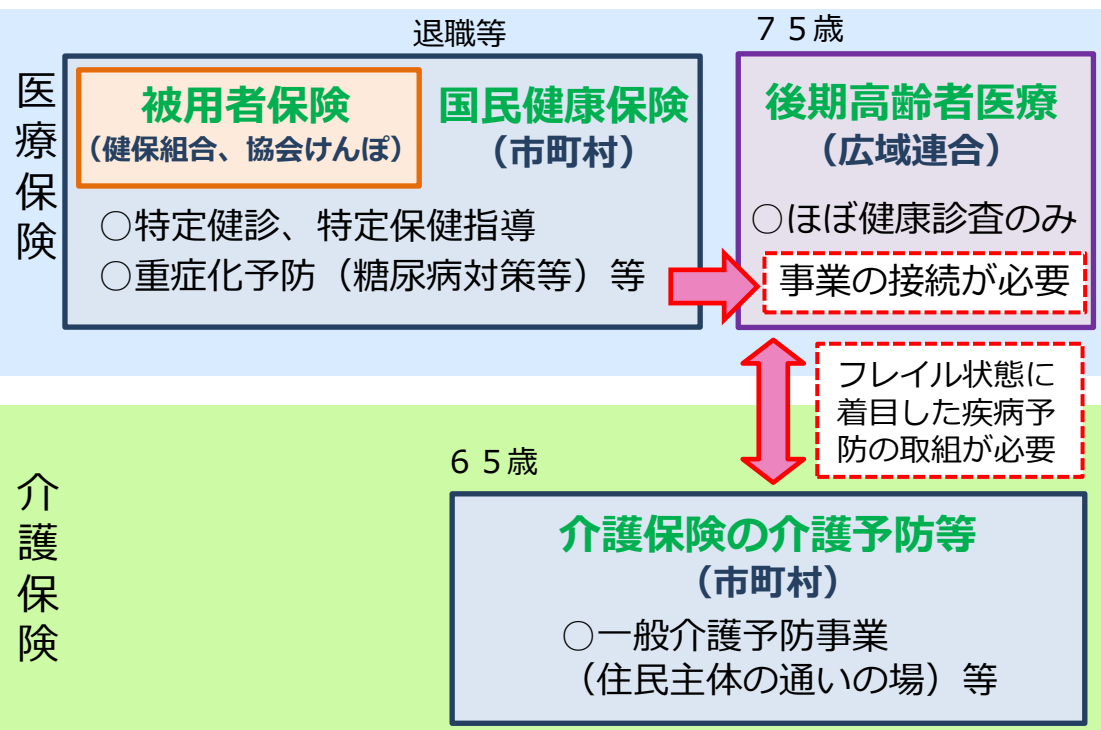 退職等
75歳
医療保険
被用者保険
（健保組合、協会けんぽ）
国民健康保険
（市町村）
○特定健診、特定保健指導
○重症化予防（糖尿病対策等）等
後期高齢者医療
（広域連合）
○ほぼ健康診査のみ
事業の接続が必要
フレイル状態に
着目した疾病予
防の取組が必要
介護保険
65歳
介護保険の介護予防等
（市町村）
○一般介護予防事業
（住民主体の通いの場）等